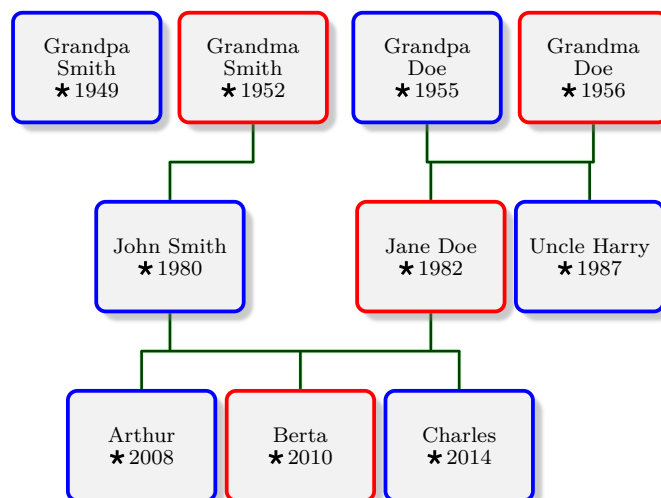 Grandpa
Smith
★1949
Grandma
Smith
★1952
Grandpa
Doe
★1955
Grandma
Doe
★1956
John Smith
★1980
Jane Doe
★1982
Uncle Harry
★1987
Arthur
★2008
Berta
★2010
Charles
★2014